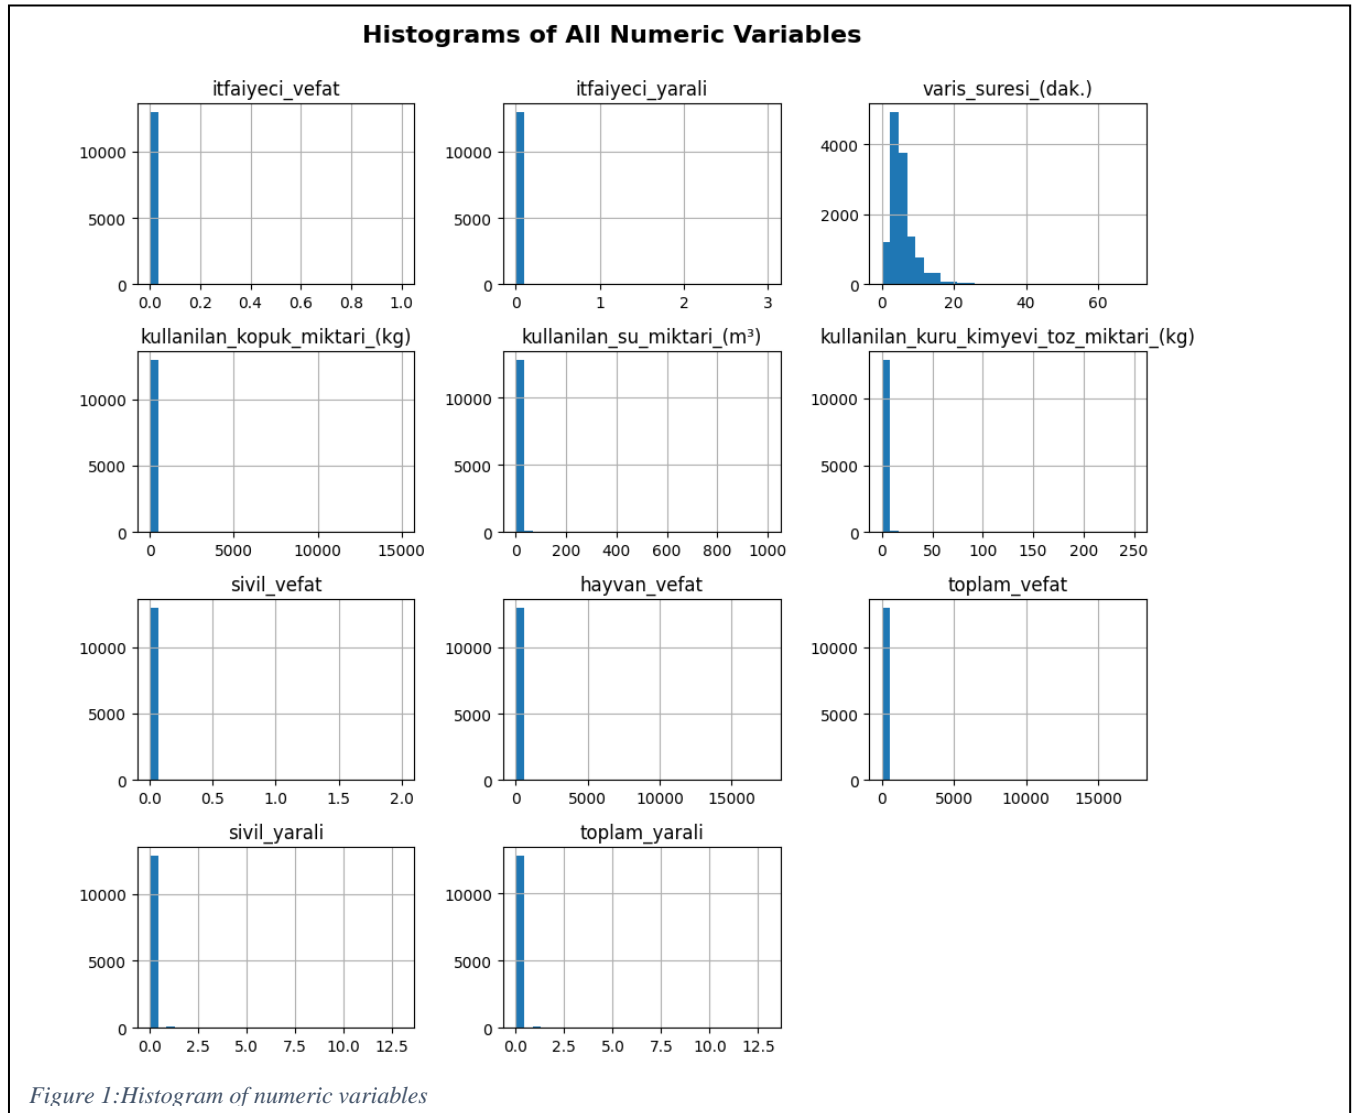 Histograms of All Numeric Variables
itfaiyeci_vefat
10000
5000
0
0.0 0.2 0.4 0.6 0.8 1.0
itfaiyeci_yarali
10000
5000
0
0 1 2 3
varis_suresi_(dak.)
4000
2000
0
0 20 40 60
kullanilan_kopuk_miktari_(kg)
10000
5000
0
0 5000 10000 15000
kullanilan_su_miktari_(m³)
10000
5000
0
0 200 400 600 800 1000
kullanilan_kuru_kimyevi_toz_miktari_(kg)
10000
5000
0
0 50 100 150 200 250
sivil_vefat
10000
5000
0
0.0 0.5 1.0 1.5 2.0
hayvan_vefat
10000
5000
0
0 5000 10000 15000
toplam_vefat
10000
5000
0
0 5000 10000 15000
sivil_yarali
10000
5000
0
0.0 2.5 5.0 7.5 10.0 12.5
toplam_yarali
10000
5000
0
0.0 2.5 5.0 7.5 10.0 12.5
Figure 1:Histogram of numeric variables